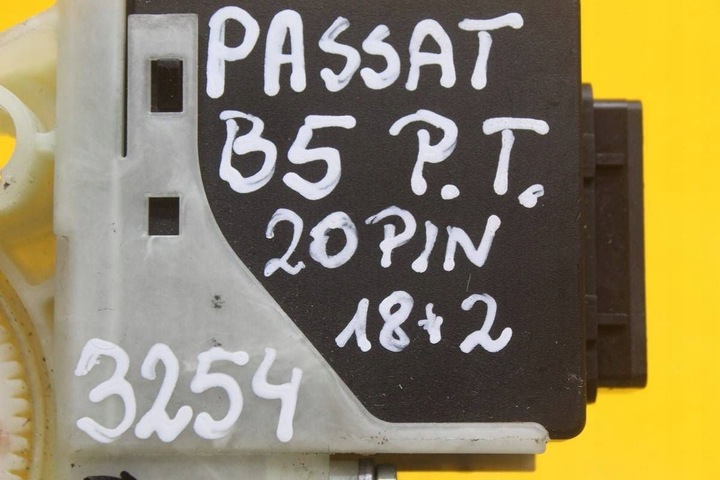 PASSAT
B5 P.T.
20 PIN
18+2
3254